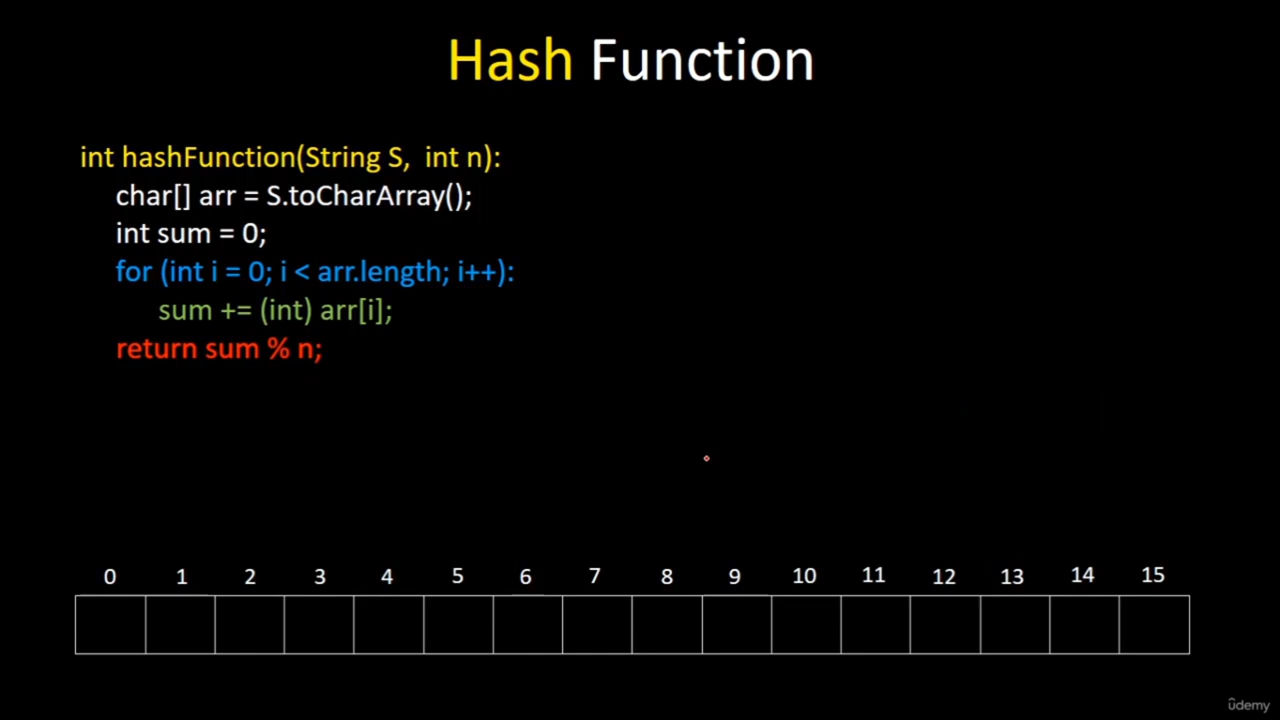 Hash Function
int hashFunction(String S, int n):
char[] arr = S.toCharArray();
int sum = 0;
for (int i = 0; i < arr.length; i++):
sum += (int) arr[i];
return sum % n;
0 1 2 3 4 5 6 7 8 9 10 11 12 13 14 15
ûdemy